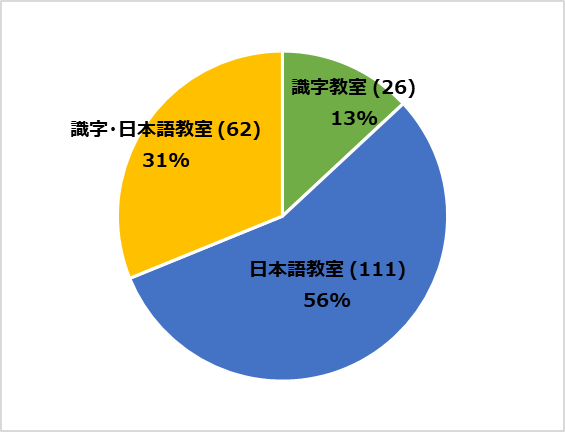 識字教室 (26)
13%
識字･日本語教室 (62)
31%
日本語教室 (111)
56%